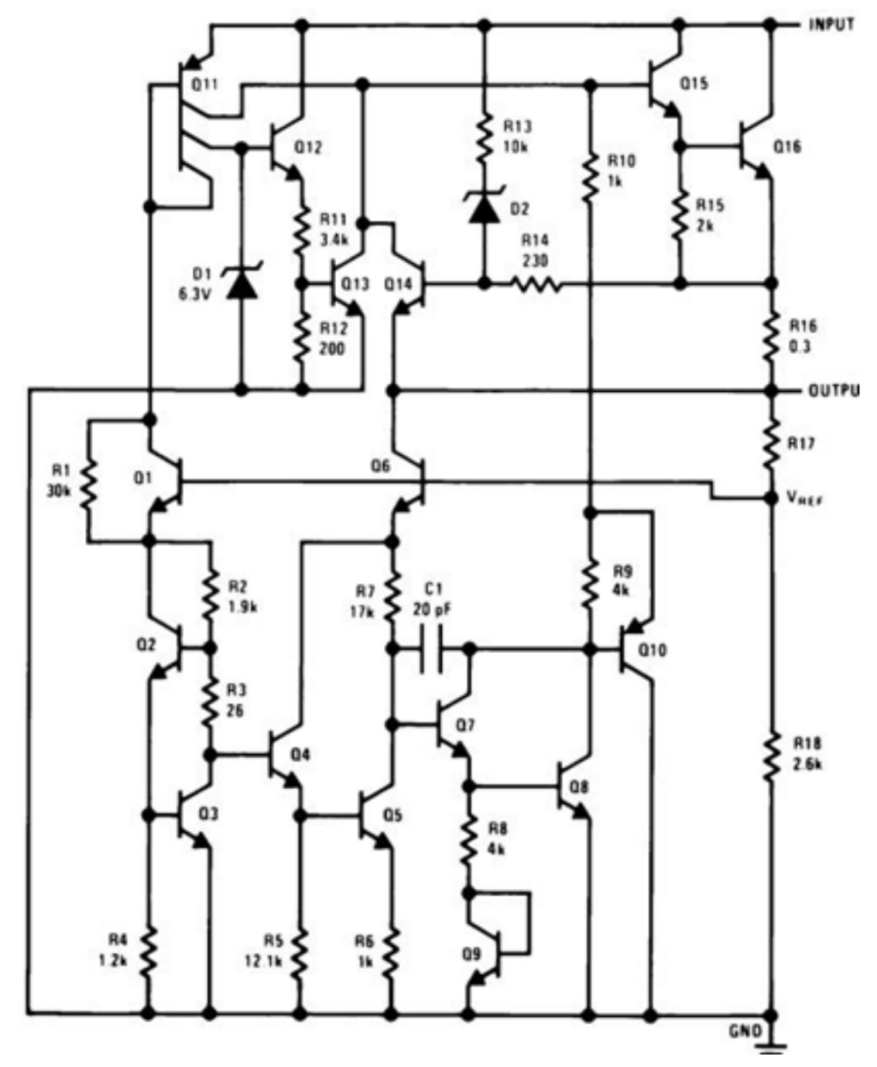 INPUT
Q11
Q15
Q12
R13
10k
Q16
R10
1k
R11
3.4k
D2
R15
2k
R14
230
D1
6.3V
Q13
Q14
R12
200
R16
0.3
OUTPU
R1
30k
Q1
Q6
R17
VREF
R2
1.9k
R7
17k
C1
20 pF
R9
4k
Q2
Q10
R3
26
Q4
Q7
R18
2.6k
Q8
Q3
Q5
R8
4k
R4
1.2k
R5
12.1k
R6
1k
Q9
GND